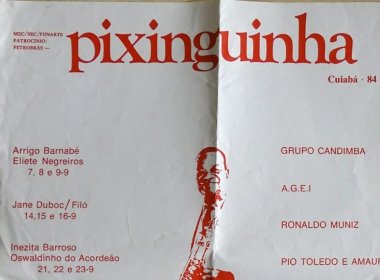 MEC/SEC/FUNARTE
PATROCÍNIO:
PETROBRÁS —
pixinguinha
Cuiabá · 84
Arrigo Barnabé
Eliete Negreiros
7, 8 e 9-9
Jane Duboc/Filó
14,15 e 16-9
Inezita Barroso
Oswaldinho do Acordeão
21, 22 e 23-9
GRUPO CANDIMBA
A.G.E.I
RONALDO MUNIZ
PIO TOLEDO E AMAUR